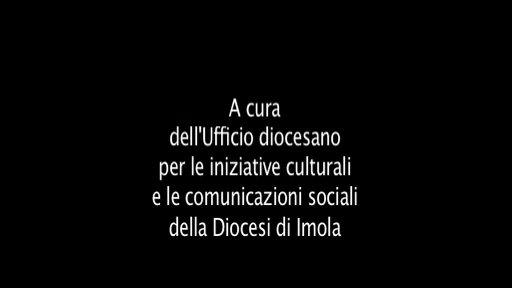 A cura
dell'Ufficio diocesano
per le iniziative culturali
e le comunicazioni sociali
della Diocesi di Imola